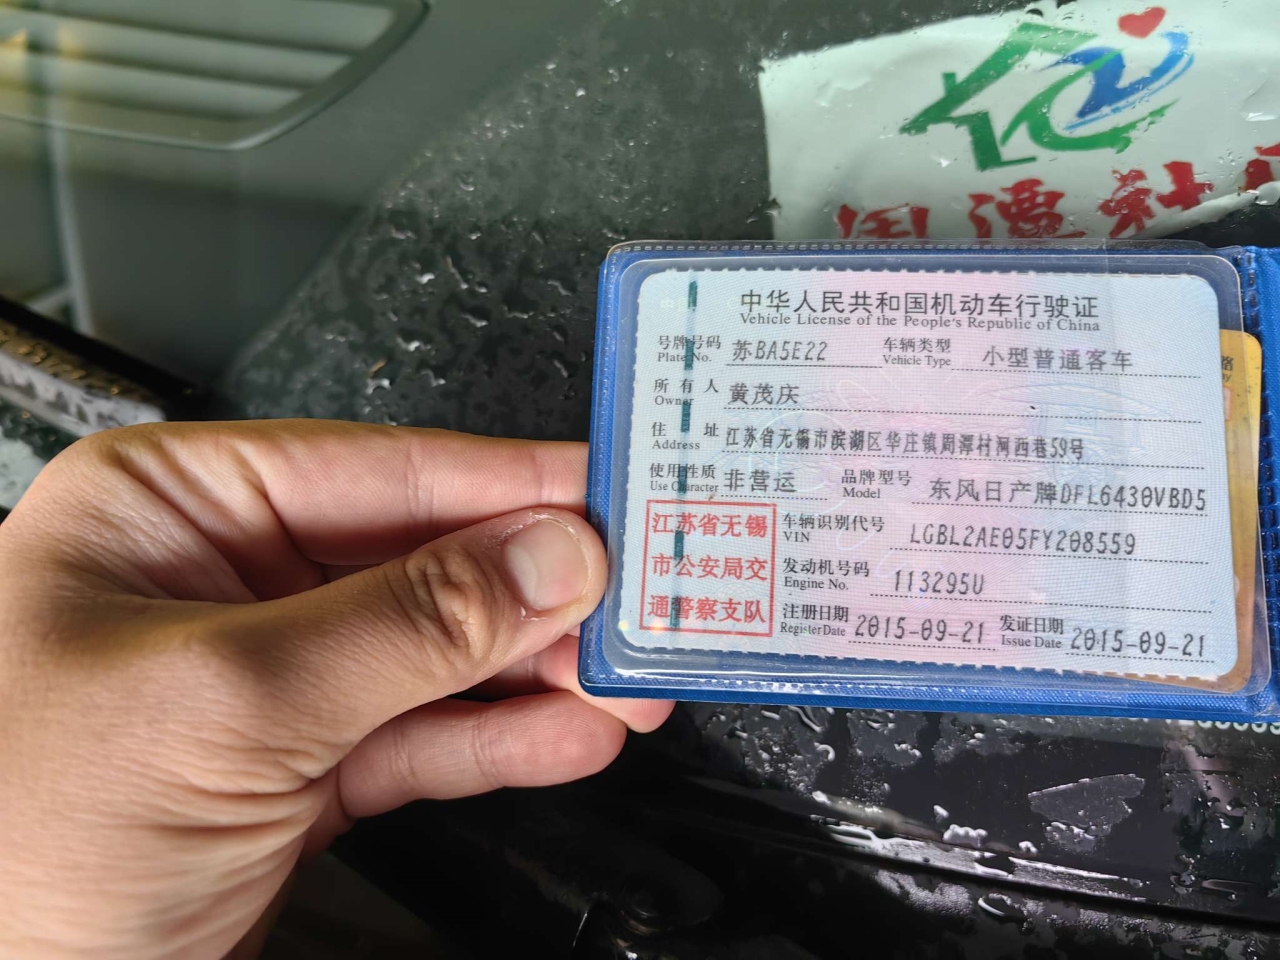 周潭社
中华人民共和国机动车行驶证
Vehicle License of the People's Republic of China
号牌号码 苏BA5E22 车辆类型 小型普通客车
Plate No. Vehicle Type
所有人 黄茂庆
Owner
住址 江苏省无锡市滨湖区华庄镇周潭村河西巷59号
Address
使用性质 非营运 品牌型号 东风日产牌DFL6430VBD5
Use Character Model
江苏省无锡 车辆识别代号 LGBL2AE05FY208559
VIN
市公安局交 发动机号码 113295U
Engine No.
通警察支队 注册日期 2015-09-21 发证日期 2015-09-21
Register Date Issue Date